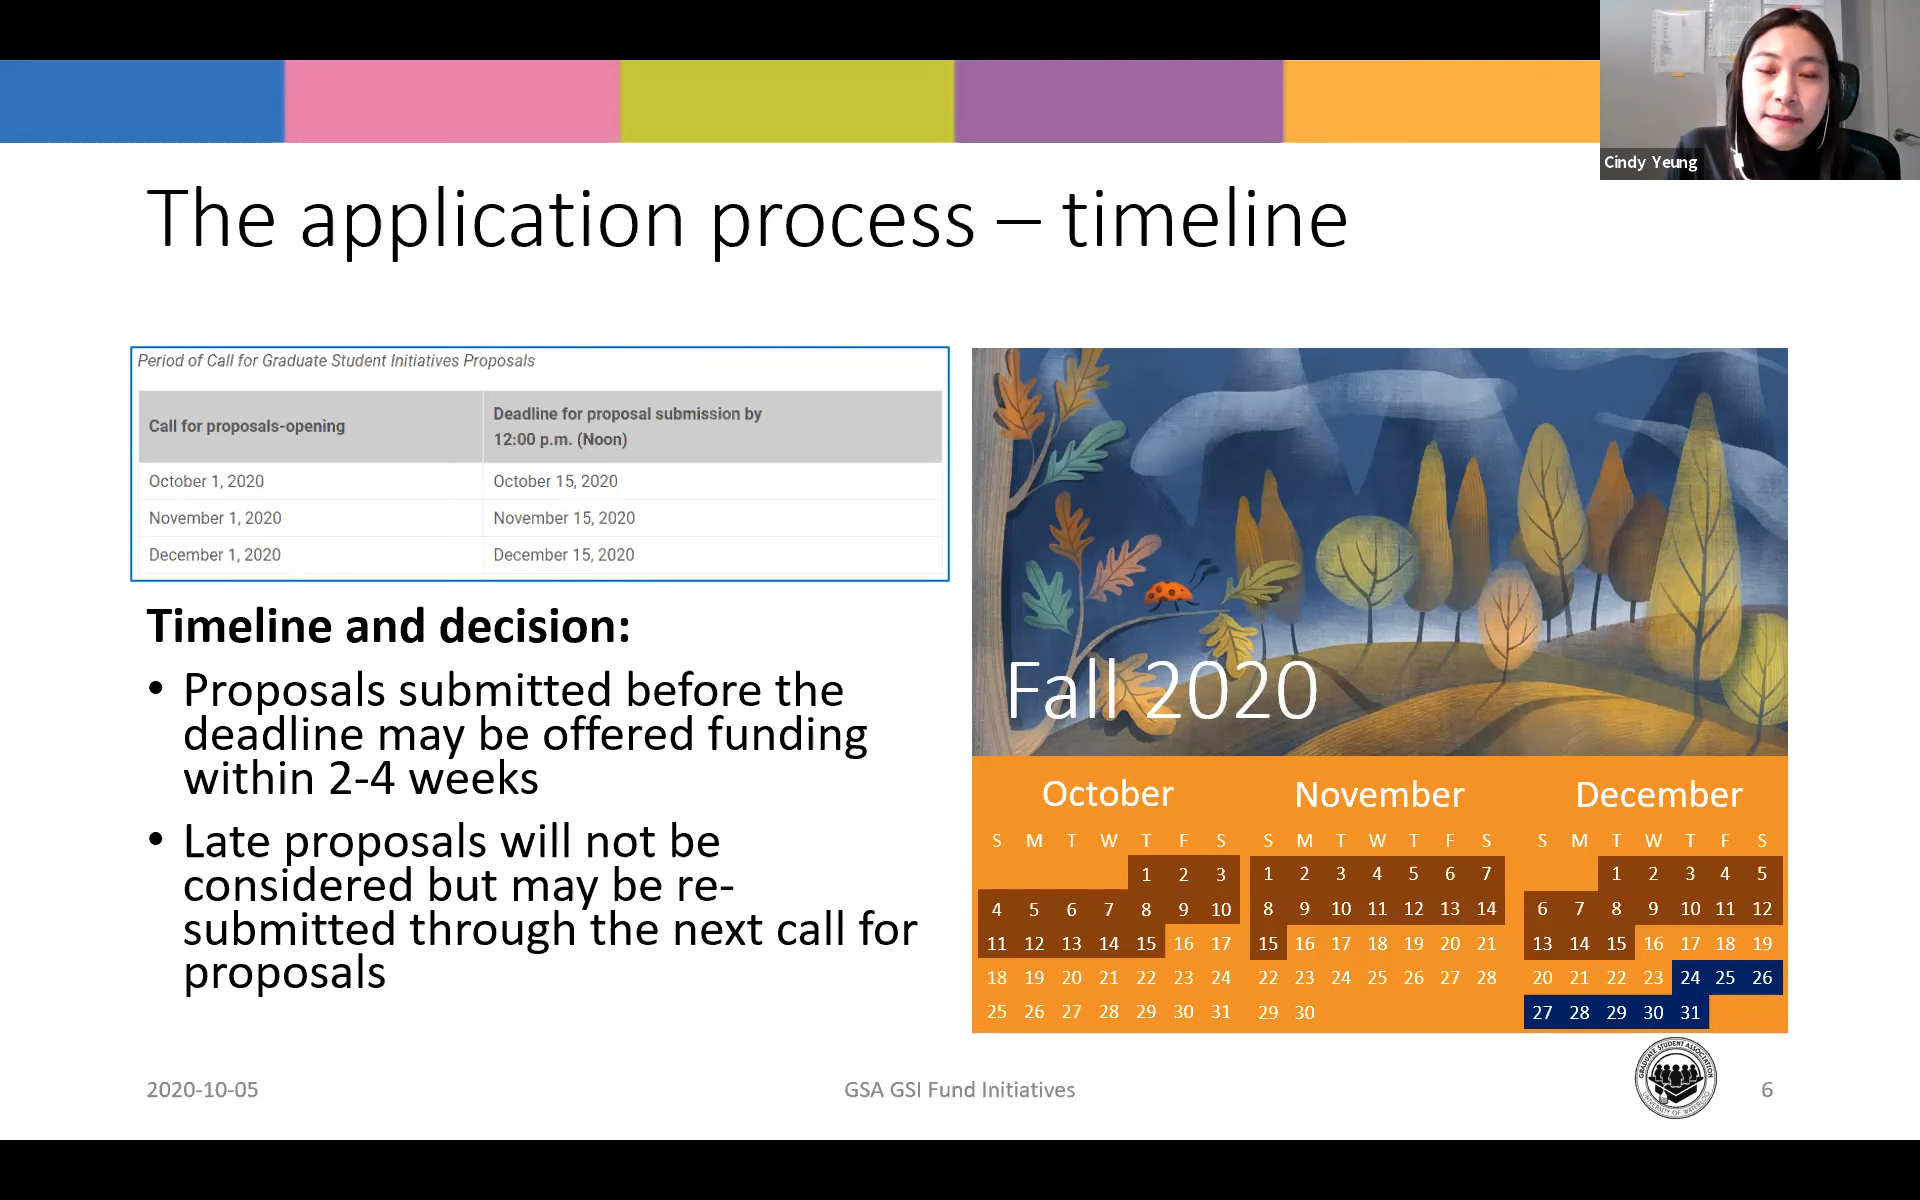 Cindy Yeung
The application process – timeline
Period of Call for Graduate Student Initiatives Proposals
Call for proposals-opening
Deadline for proposal submission by
12:00 p.m. (Noon)
October 1, 2020 October 15, 2020
November 1, 2020 November 15, 2020
December 1, 2020 December 15, 2020
Timeline and decision:
• Proposals submitted before the
deadline may be offered funding
within 2-4 weeks
• Late proposals will not be
considered but may be re-
submitted through the next call for
proposals
Fall 2020
October
S M T W T F S
1 2 3
4 5 6 7 8 9 10
11 12 13 14 15 16 17
18 19 20 21 22 23 24
25 26 27 28 29 30 31
November
S M T W T F S
1 2 3 4 5 6 7
8 9 10 11 12 13 14
15 16 17 18 19 20 21
22 23 24 25 26 27 28
29 30
December
S M T W T F S
1 2 3 4 5
6 7 8 9 10 11 12
13 14 15 16 17 18 19
20 21 22 23 24 25 26
27 28 29 30 31
GRADUATE STUDENT ASSOCIATION
UNIVERSITY OF WATERLOO
2020-10-05
GSA GSI Fund Initiatives
6